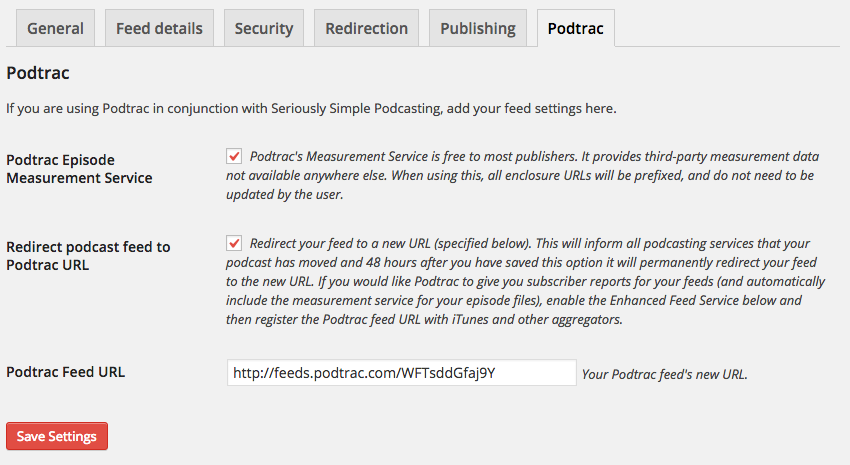 General Feed details Security Redirection Publishing Podtrac
Podtrac
If you are using Podtrac in conjunction with Seriously Simple Podcasting, add your feed settings here.
Podtrac Episode
Measurement Service
Podtrac's Measurement Service is free to most publishers. It provides third-party measurement data
not available anywhere else. When using this, all enclosure URLs will be prefixed, and do not need to be
updated by the user.
Redirect podcast feed to
Podtrac URL
Redirect your feed to a new URL (specified below). This will inform all podcasting services that your
podcast has moved and 48 hours after you have saved this option it will permanently redirect your feed
to the new URL. If you would like Podtrac to give you subscriber reports for your feeds (and automatically
include the measurement service for your episode files), enable the Enhanced Feed Service below and
then register the Podtrac feed URL with iTunes and other aggregators.
Podtrac Feed URL
http://feeds.podtrac.com/WFTsddGfaj9Y Your Podtrac feed's new URL.
Save Settings